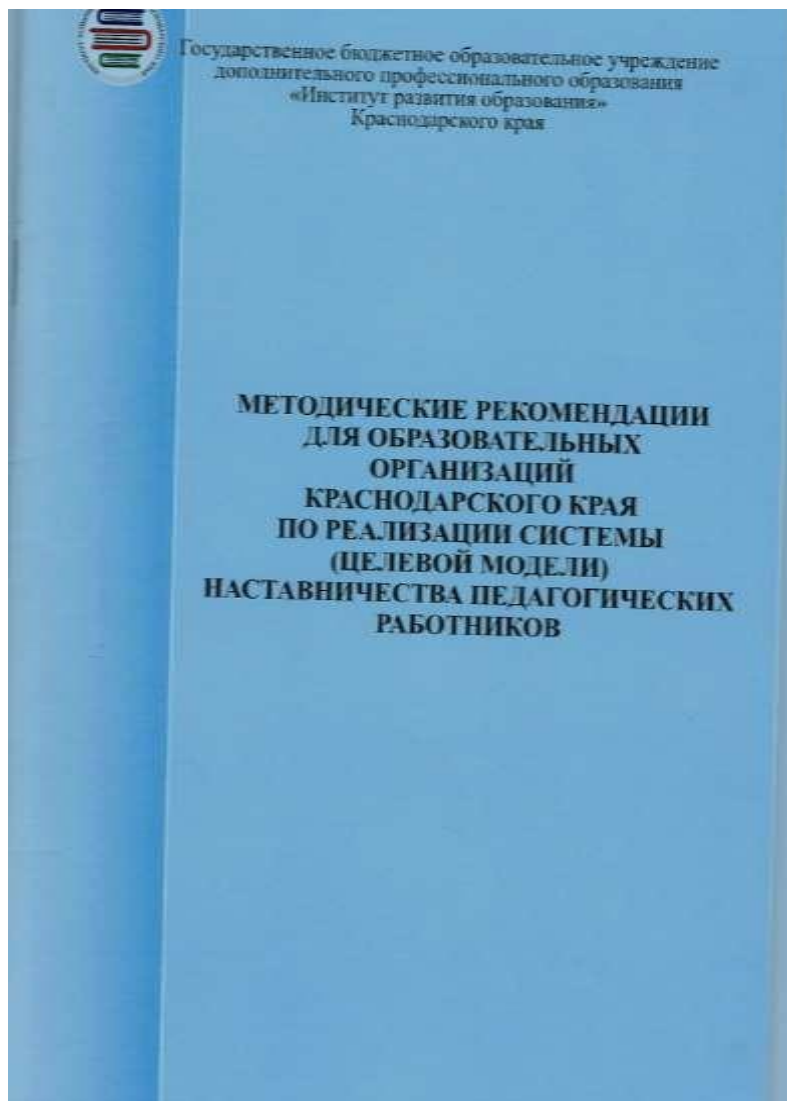 Государственное бюджетное образовательное учреждение
дополнительного профессионального образования
«Институт развития образования»
Краснодарского края
МЕТОДИЧЕСКИЕ РЕКОМЕНДАЦИИ
ДЛЯ ОБРАЗОВАТЕЛЬНЫХ
ОРГАНИЗАЦИЙ
КРАСНОДАРСКОГО КРАЯ
ПО РЕАЛИЗАЦИИ СИСТЕМЫ
(ЦЕЛЕВОЙ МОДЕЛИ)
НАСТАВНИЧЕСТВА ПЕДАГОГИЧЕСКИХ
РАБОТНИКОВ